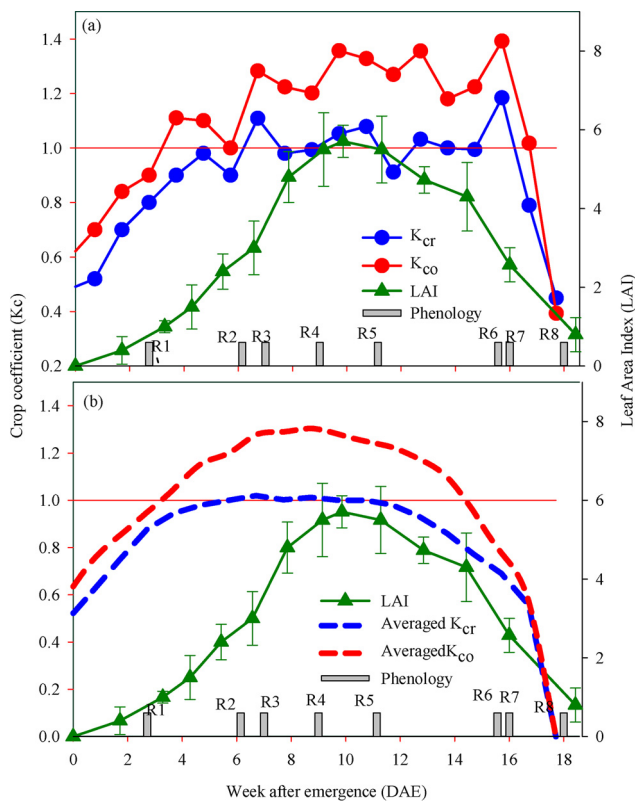 (a)
1.4
1.2
1.0
0.8
0.6
0.4
0.2
8
6
4
2
0
Kcr
Kco
LAI
Phenology
R1
R2
R3
R4
R5
R6
R7
R8
Crop coefficient (Kc)
Leaf Area Index (LAI)
(b)
1.4
1.2
1.0
0.8
0.6
0.4
0.2
0.0
8
6
4
2
0
LAI
Averaged Kcr
AveragedKco
Phenology
R1
R2
R3
R4
R5
R6
R7
R8
0 2 4 6 8 10 12 14 16 18
Week after emergence (DAE)